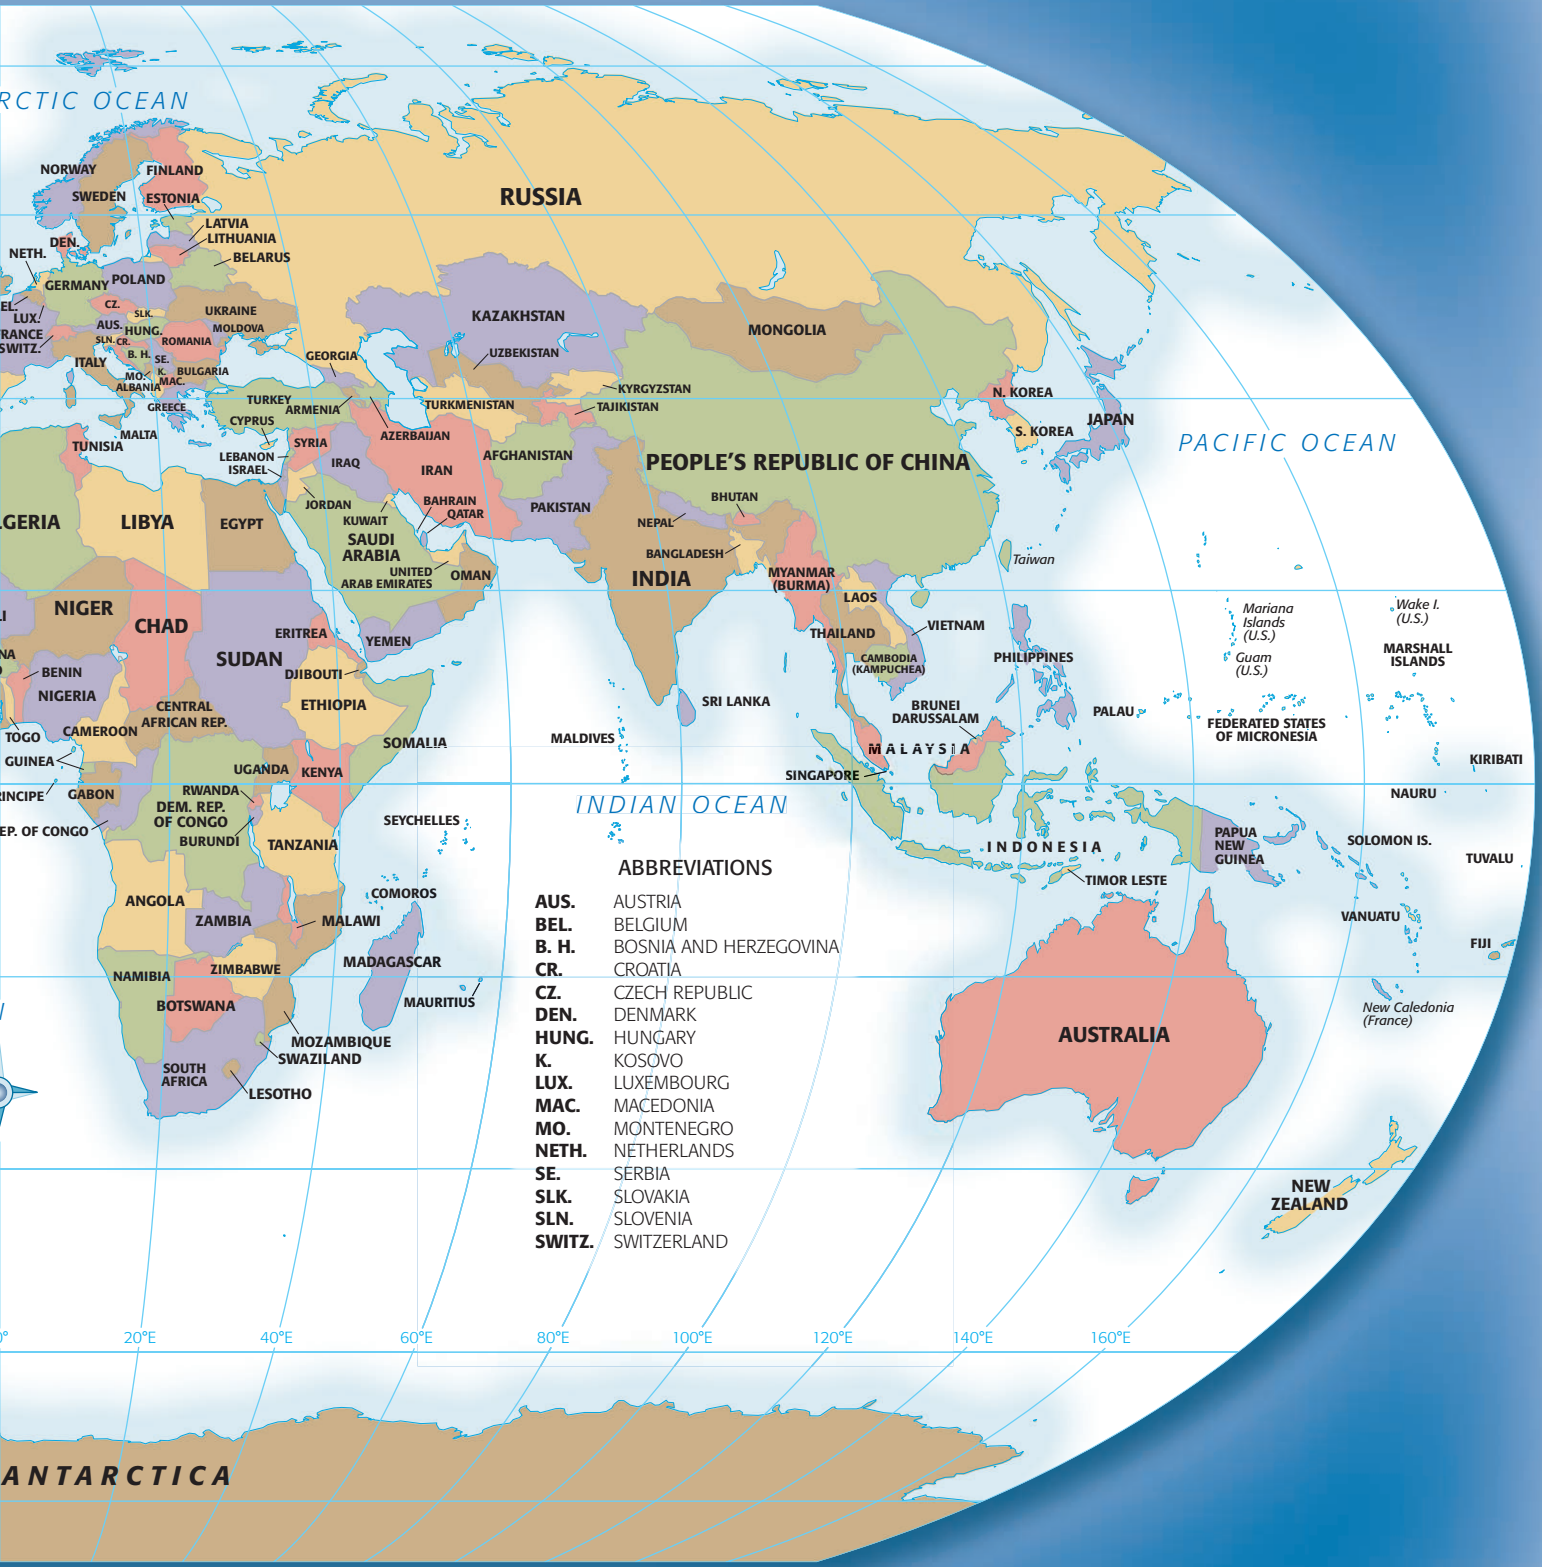 RCTIC OCEAN
NORWAY
FINLAND
SWEDEN
ESTONIA
RUSSIA
LATVIA
LITHUANIA
DEN.
NETH.
BELARUS
GERMANY
POLAND
EL.
LUX.
CZ.
SLK.
UKRAINE
RANCE
AUS.
HUNG.
MOLDOVA
SWITZ.
SLN.
CR.
ROMANIA
ITALY
B. H.
SE.
K.
BULGARIA
MO.
MAC.
ALBANIA
GREECE
GEORGIA
KAZAKHSTAN
UZBEKISTAN
MONGOLIA
KYRGYZSTAN
TAJIKISTAN
TURKMENISTAN
TURKEY
ARMENIA
CYPRUS
AZERBAIJAN
MALTA
TUNISIA
LEBANON
ISRAEL
SYRIA
IRAQ
IRAN
AFGHANISTAN
PEOPLE'S REPUBLIC OF CHINA
N. KOREA
S. KOREA
JAPAN
PACIFIC OCEAN
JORDAN
KUWAIT
BAHRAIN
QATAR
PAKISTAN
NEPAL
BHUTAN
LGERIA
LIBYA
EGYPT
SAUDI
ARABIA
UNITED
ARAB EMIRATES
OMAN
BANGLADESH
INDIA
MYANMAR
(BURMA)
Taiwan
LAOS
LI
NIGER
CHAD
ERITREA
YEMEN
SUDAN
DJIBOUTI
THAILAND
VIETNAM
CAMBODIA
(KAMPUCHEA)
PHILIPPINES
Mariana
Islands
(U.S.)
Guam
(U.S.)
Wake I.
(U.S.)
MARSHALL
ISLANDS
NA
BENIN
NIGERIA
CENTRAL
AFRICAN REP.
ETHIOPIA
SRI LANKA
BRUNEI
DARUSSALAM
PALAU
FEDERATED STATES
OF MICRONESIA
TOGO
CAMEROON
SOMALIA
MALDIVES
MALAYSIA
GUINEA
UGANDA
KENYA
SINGAPORE
KIRIBATI
RINCIPE
GABON
RWANDA
INDIAN OCEAN
NAURU
DEM. REP.
OF CONGO
EP. OF CONGO
BURUNDI
TANZANIA
SEYCHELLES
INDONESIA
PAPUA
NEW
GUINEA
SOLOMON IS.
TUVALU
TIMOR LESTE
COMOROS
ANGOLA
ZAMBIA
MALAWI
VANUATU
FIJI
NAMIBIA
ZIMBABWE
MADAGASCAR
BOTSWANA
MAURITIUS
New Caledonia
(France)
MOZAMBIQUE
SWAZILAND
SOUTH
AFRICA
LESOTHO
AUSTRALIA
NEW
ZEALAND
ABBREVIATIONS
AUS. AUSTRIA
BEL. BELGIUM
B. H. BOSNIA AND HERZEGOVINA
CR. CROATIA
CZ. CZECH REPUBLIC
DEN. DENMARK
HUNG. HUNGARY
K. KOSOVO
LUX. LUXEMBOURG
MAC. MACEDONIA
MO. MONTENEGRO
NETH. NETHERLANDS
SE. SERBIA
SLK. SLOVAKIA
SLN. SLOVENIA
SWITZ. SWITZERLAND
0° 20°E 40°E 60°E 80°E 100°E 120°E 140°E 160°E
ANTARCTICA